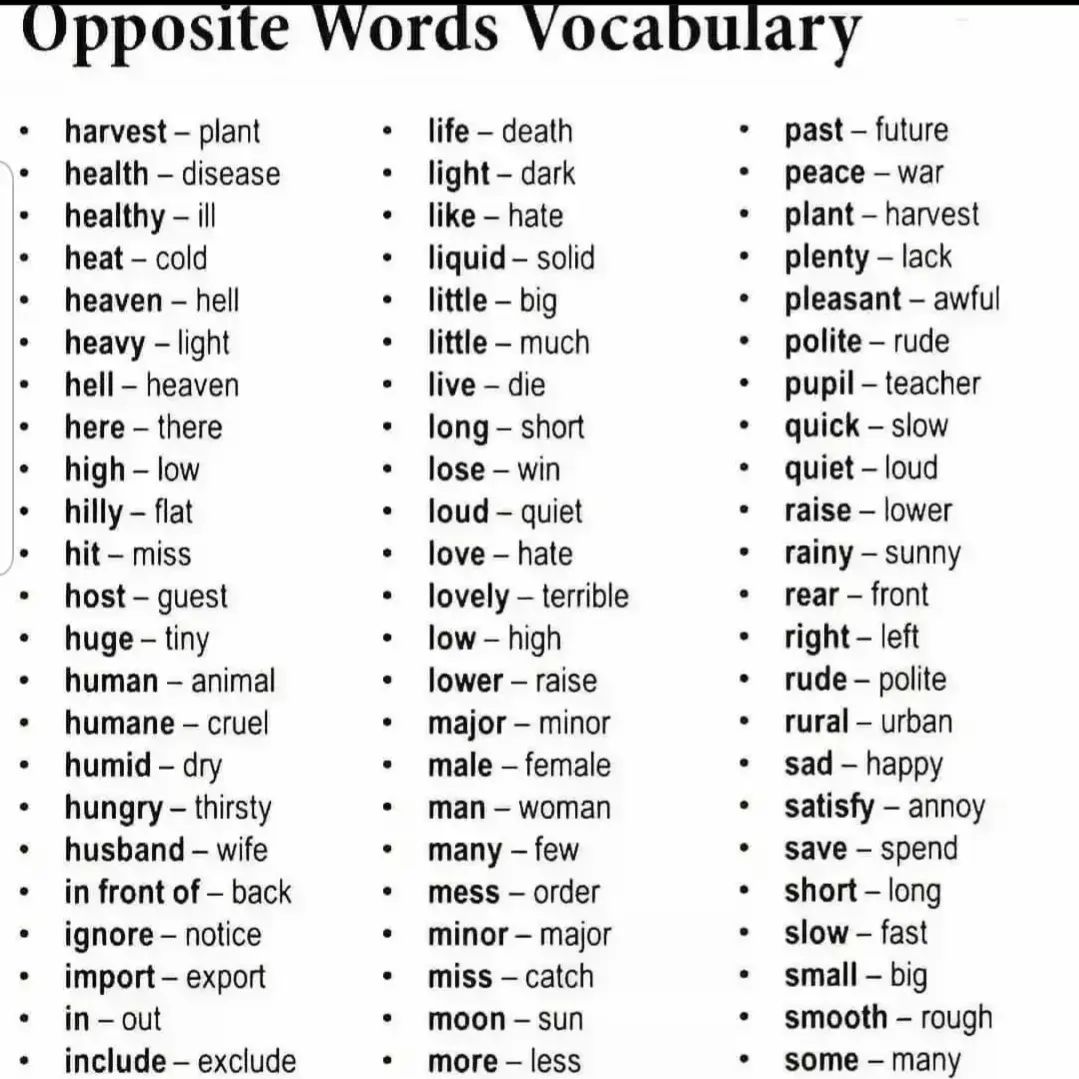 Opposite Words Vocabulary
• harvest – plant
• health – disease
• healthy – ill
• heat – cold
• heaven – hell
• heavy – light
• hell – heaven
• here – there
• high – low
• hilly – flat
• hit – miss
• host – guest
• huge – tiny
• human – animal
• humane – cruel
• humid – dry
• hungry – thirsty
• husband – wife
• in front of – back
• ignore – notice
• import – export
• in – out
• include – exclude
• life – death
• light – dark
• like – hate
• liquid – solid
• little – big
• little – much
• live – die
• long – short
• lose – win
• loud – quiet
• love – hate
• lovely – terrible
• low – high
• lower – raise
• major – minor
• male – female
• man – woman
• many – few
• mess – order
• minor – major
• miss – catch
• moon – sun
• more – less
• past – future
• peace – war
• plant – harvest
• plenty – lack
• pleasant – awful
• polite – rude
• pupil – teacher
• quick – slow
• quiet – loud
• raise – lower
• rainy – sunny
• rear – front
• right – left
• rude – polite
• rural – urban
• sad – happy
• satisfy – annoy
• save – spend
• short – long
• slow – fast
• small – big
• smooth – rough
• some – many